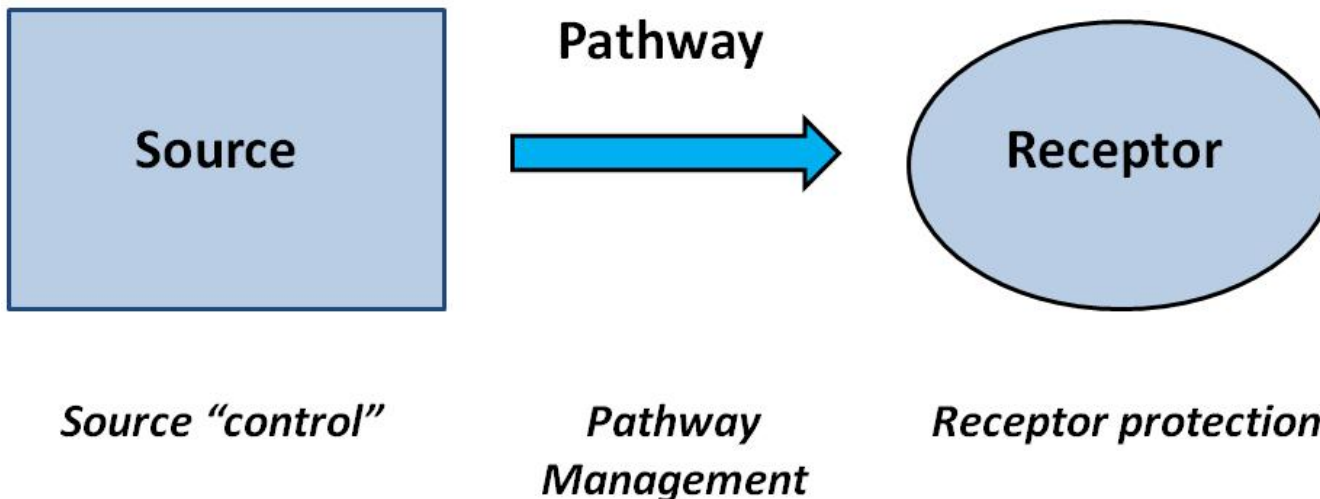 Pathway
Source
Receptor
Source “control”
Pathway
Management
Receptor protection